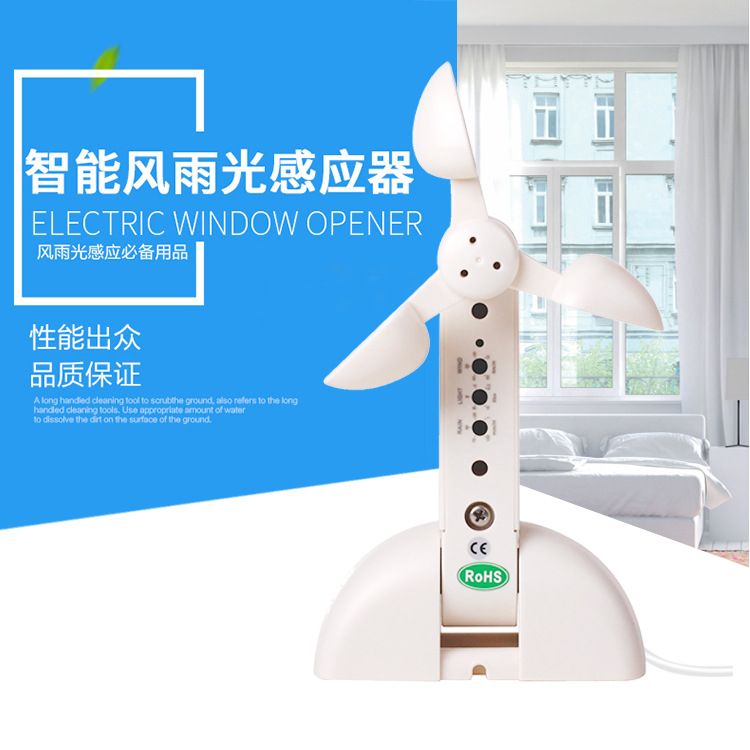 智能风雨光感应器
ELECTRIC WINDOW OPENER
风雨光感应必备用品
性能出众
品质保证
A long handled cleaning tool to scrubthe ground, also refers to the long
handled cleaning tools. Use appropriate amount of water
to dissolve the dirt on the surface of the ground.
WIND
LIGHT
RAIN
CE
RoHS